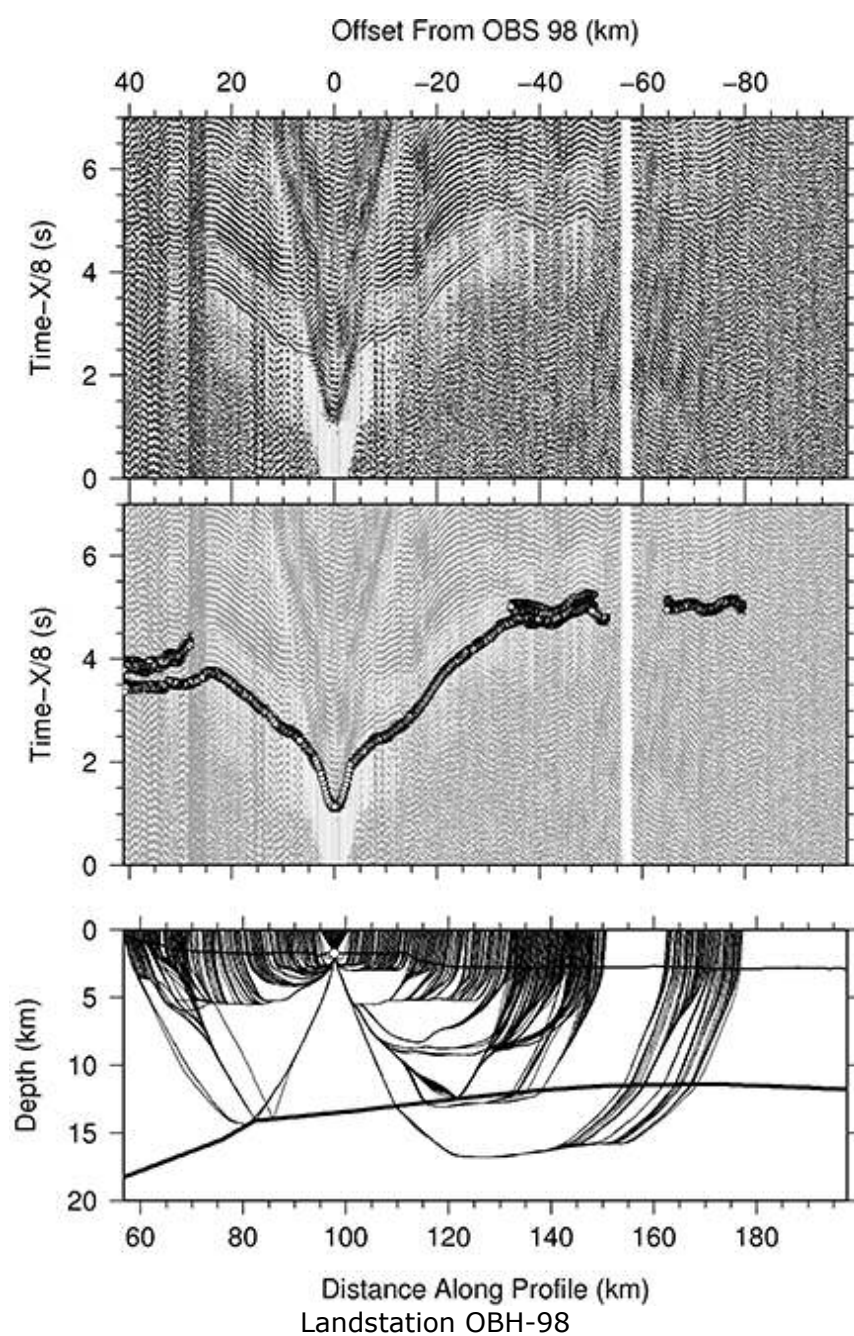 Offset From OBS 98 (km)
40 20 0 −20 −40 −60 −80
Time−X/8 (s)
6
4
2
0
Time−X/8 (s)
6
4
2
0
Depth (km)
0
5
10
15
20
60 80 100 120 140 160 180
Distance Along Profile (km)
Landstation OBH-98